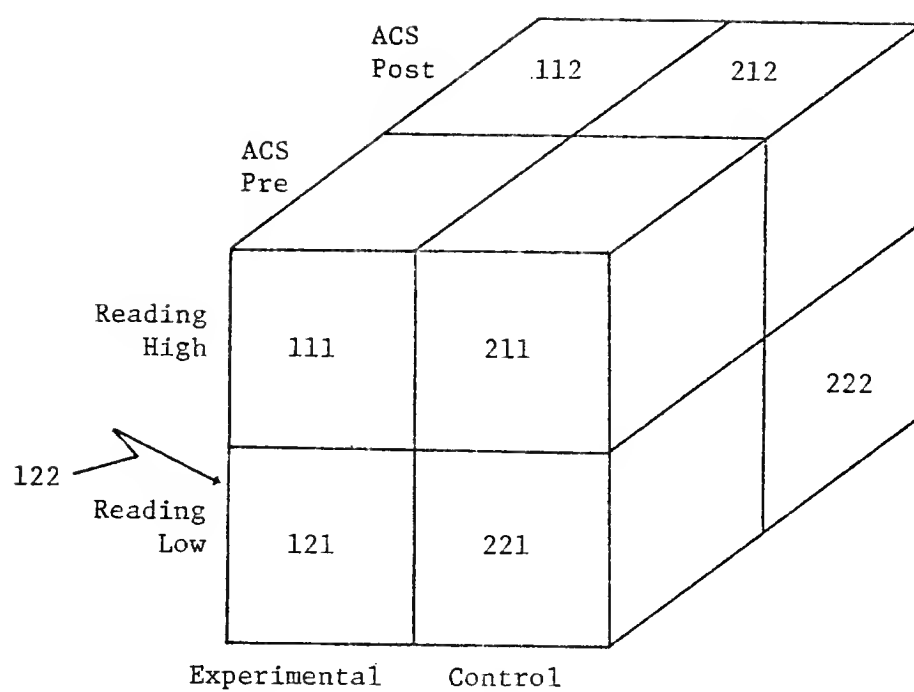 ACS
Post
112
212
ACS
Pre
Reading
High
111
211
222
122
Reading
Low
121
221
Experimental
Control